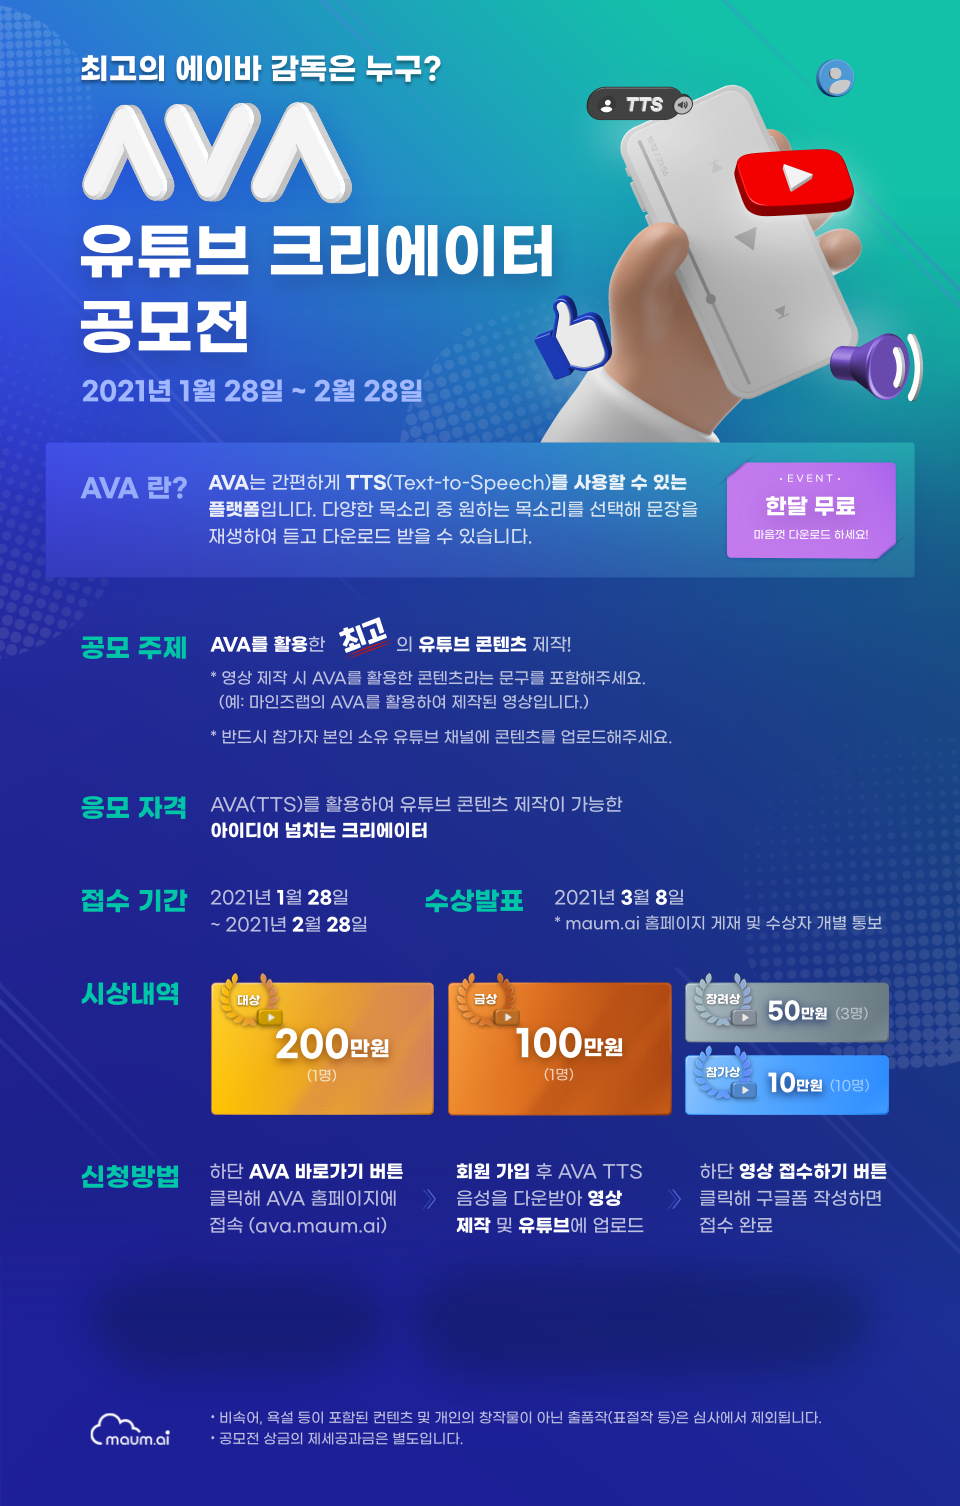 최고의 에이바 감독은 누구?
AVA
유튜브 크리에이터
공모전
2021년 1월 28일 ~ 2월 28일
TTS
AVA 란?
AVA는 간편하게 TTS(Text-to-Speech)를 사용할 수 있는
플랫폼입니다. 다양한 목소리 중 원하는 목소리를 선택해 문장을
재생하여 듣고 다운로드 받을 수 있습니다.
· EVENT ·
한달 무료
마음껏 다운로드 하세요!
공모 주제
AVA를 활용한 최고의 유튜브 콘텐츠 제작!
* 영상 제작 시 AVA를 활용한 콘텐츠라는 문구를 포함해주세요.
(예: 마인즈랩의 AVA를 활용하여 제작된 영상입니다.)
* 반드시 참가자 본인 소유 유튜브 채널에 콘텐츠를 업로드해주세요.
응모 자격
AVA(TTS)를 활용하여 유튜브 콘텐츠 제작이 가능한
아이디어 넘치는 크리에이터
접수 기간
2021년 1월 28일
~ 2021년 2월 28일
수상발표
2021년 3월 8일
* maum.ai 홈페이지 게재 및 수상자 개별 통보
시상내역
대상
200만원
(1명)
금상
100만원
(1명)
장려상
50만원 (3명)
참가상
10만원 (10명)
신청방법
하단 AVA 바로가기 버튼
클릭해 AVA 홈페이지에
접속 (ava.maum.ai)
회원 가입 후 AVA TTS
음성을 다운받아 영상
제작 및 유튜브에 업로드
하단 영상 접수하기 버튼
클릭해 구글폼 작성하면
접수 완료
maum.ai
• 비속어, 욕설 등이 포함된 컨텐츠 및 개인의 창작물이 아닌 출품작(표절작 등)은 심사에서 제외됩니다.
• 공모전 상금의 제세공과금은 별도입니다.